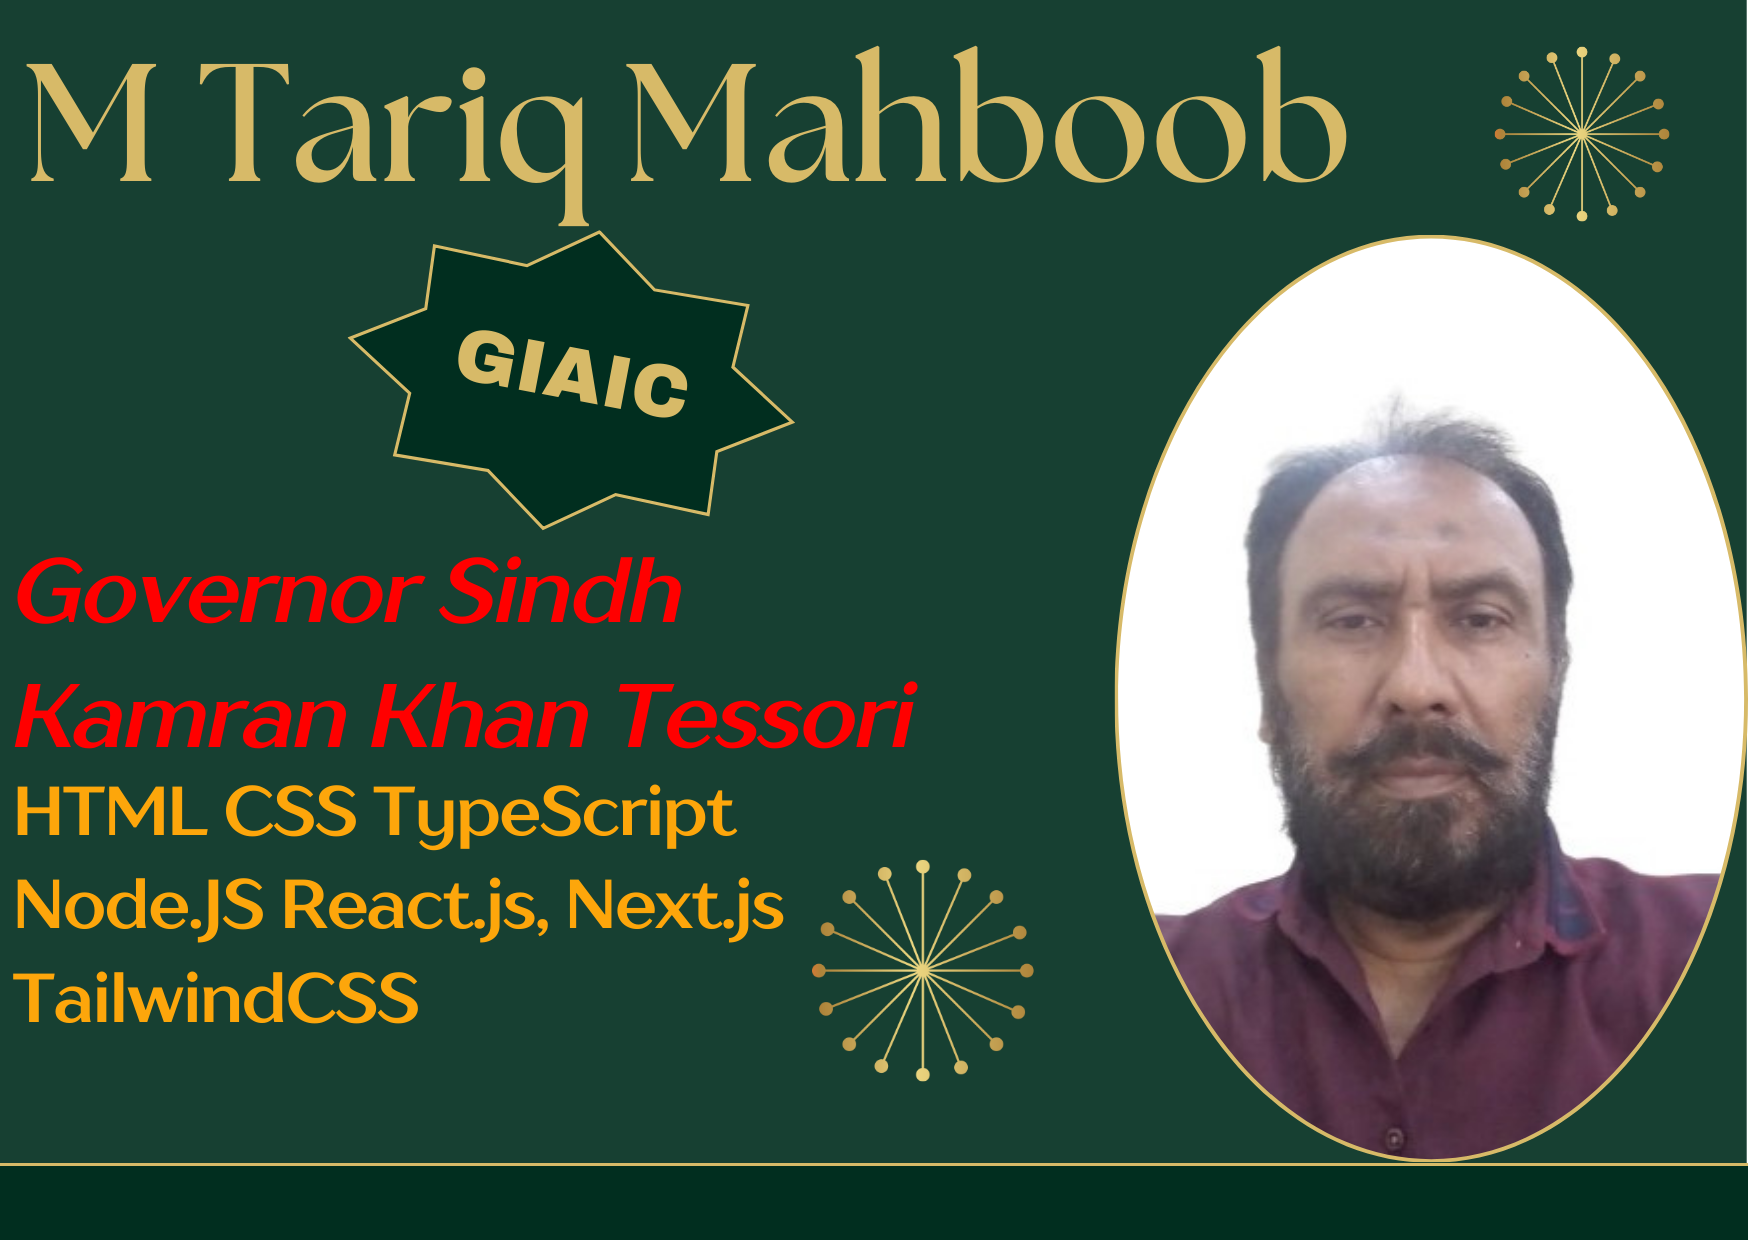 M Tariq Mahboob
GIAIC
Governor Sindh
Kamran Khan Tessori
HTML CSS TypeScript
Node.JS React.js, Next.js
TailwindCSS